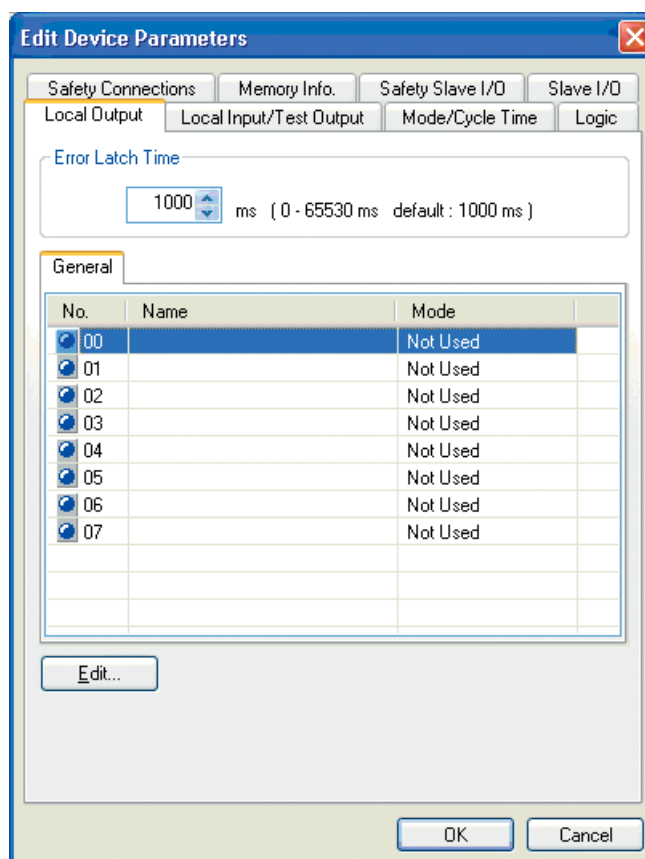 Edit Device Parameters
Safety Connections Memory Info. Safety Slave I/O Slave I/O
Local Output Local Input/Test Output Mode/Cycle Time Logic
Error Latch Time
1000 ms ( 0 - 65530 ms default : 1000 ms )
General
No. Name Mode
00 Not Used
01 Not Used
02 Not Used
03 Not Used
04 Not Used
05 Not Used
06 Not Used
07 Not Used
Edit...
OK Cancel